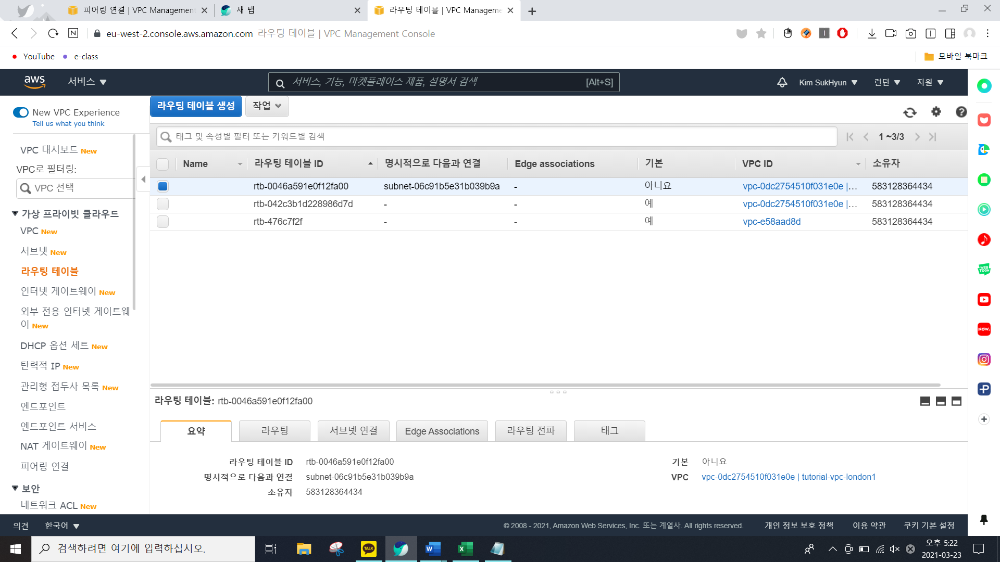 피어링 연결 | VPC Management
새 탭
라우팅 테이블 | VPC Manageme
eu-west-2.console.aws.amazon.com 라우팅 테이블 | VPC Management Console
YouTube
e-class
모바일 북마크
aws
서비스
서비스, 기능, 마켓플레이스 제품, 설명서 검색
[Alt+S]
Kim SukHyun
런던
지원
New VPC Experience
Tell us what you think
VPC 대시보드 New
VPC로 필터링:
VPC 선택
가상 프라이빗 클라우드
VPC New
서브넷 New
라우팅 테이블
인터넷 게이트웨이 New
외부 전용 인터넷 게이트웨
이 New
DHCP 옵션 세트 New
탄력적 IP New
관리형 접두사 목록 New
엔드포인트
엔드포인트 서비스
NAT 게이트웨이 New
피어링 연결
보안
네트워크 ACL New
라우팅 테이블 생성
작업
태그 및 속성별 필터 또는 키워드별 검색
1 ~3/3
Name 라우팅 테이블 ID 명시적으로 다음과 연결 Edge associations 기본 VPC ID 소유자
rtb-0046a591e0f12fa00 subnet-06c91b5e31b039b9a - 아니요 vpc-0dc2754510f031e0e |... 583128364434
rtb-042c3b1d228986d7d - - 예 vpc-0dc2754510f031e0e |... 583128364434
rtb-476c7f2f - - 예 vpc-e58aad8d 583128364434
라우팅 테이블: rtb-0046a591e0f12fa00
요약
라우팅
서브넷 연결
Edge Associations
라우팅 전파
태그
라우팅 테이블 ID rtb-0046a591e0f12fa00
기본 아니요
명시적으로 다음과 연결 subnet-06c91b5e31b039b9a
VPC vpc-0dc2754510f031e0e | tutorial-vpc-london1
소유자 583128364434
WEB
TOON
NOW.
의견
한국어
© 2008 - 2021, Amazon Web Services, Inc. 또는 계열사. All rights reserved.
개인 정보 보호 정책
이용 약관
쿠키 기본 설정
검색하려면 여기에 입력하십시오.
TALK
오후 5:22
2021-03-23